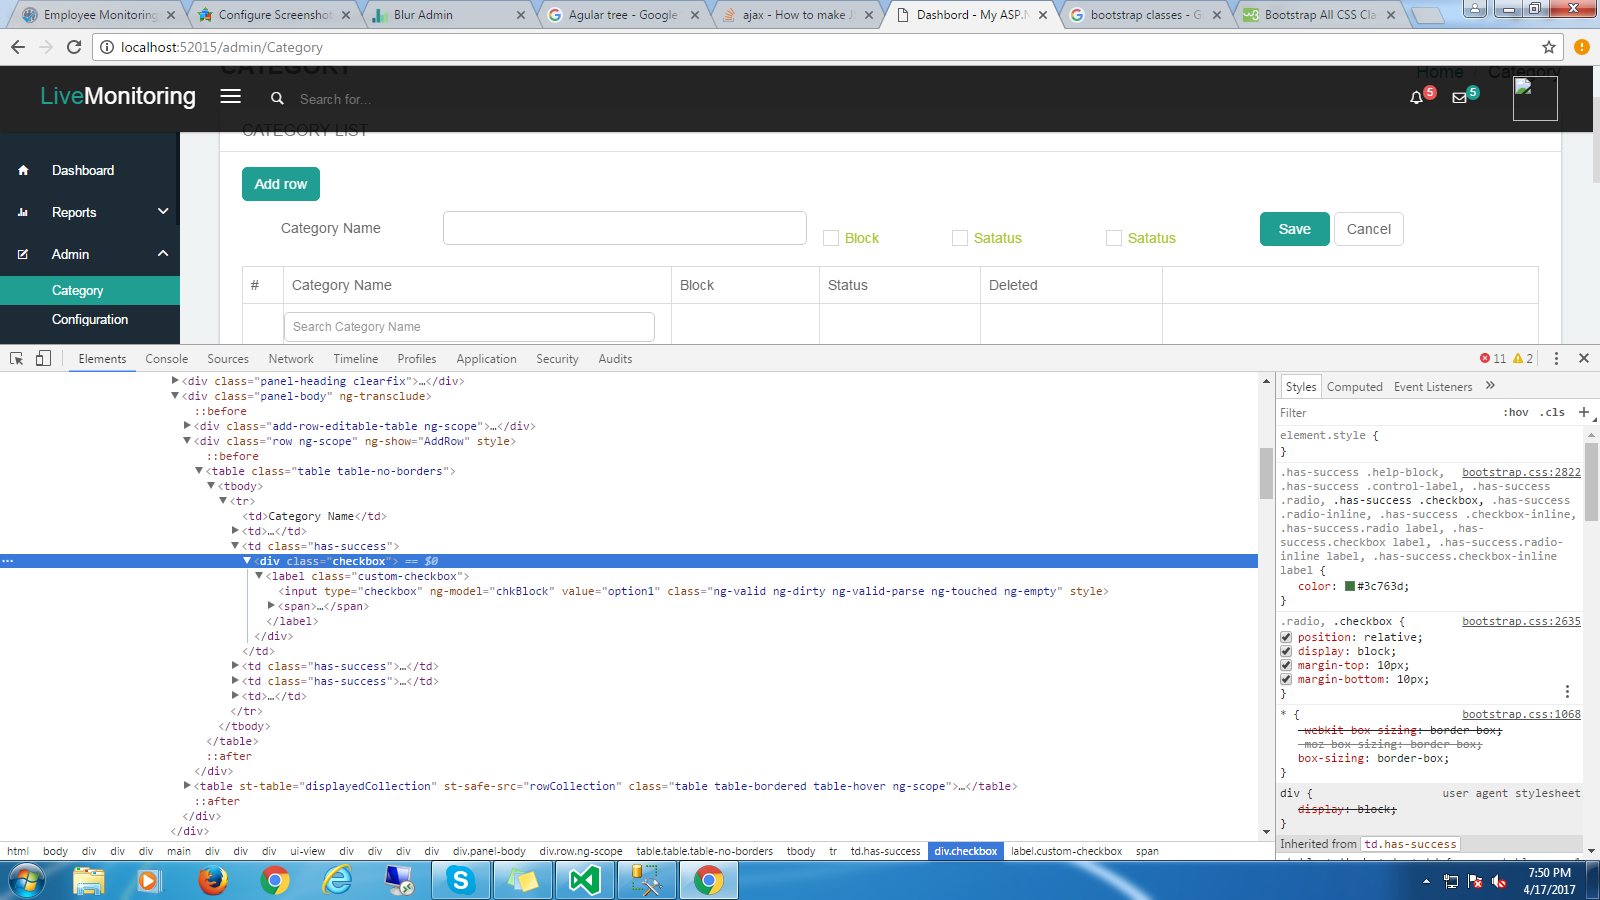 Employee Monitoring
Configure Screenshot
Blur Admin
Agular tree - Google
ajax - How to make J
Dashbord - My ASP.N
bootstrap classes - G
Bootstrap All CSS Cla
localhost:52015/admin/Category
CATEGORY
Home / Category
LiveMonitoring
Search for...
5
5
CATEGORY LIST
Dashboard
Reports
Admin
Category
Configuration
Add row
Category Name
Block
Satatus
Satatus
Save
Cancel
# Category Name Block Status Deleted
Search Category Name
Elements Console Sources Network Timeline Profiles Application Security Audits
11 2
<div class="panel-heading clearfix">…</div>
<div class="panel-body" ng-transclude>
::before
<div class="add-row-editable-table ng-scope">…</div>
<div class="row ng-scope" ng-show="AddRow" style>
::before
<table class="table table-no-borders">
<tbody>
<tr>
<td>Category Name</td>
<td>…</td>
<td class="has-success">
<div class="checkbox"> == $0
<label class="custom-checkbox">
<input type="checkbox" ng-model="chkBlock" value="option1" class="ng-valid ng-dirty ng-valid-parse ng-touched ng-empty" style>
<span>…</span>
</label>
</div>
</td>
<td class="has-success">…</td>
<td class="has-success">…</td>
<td>…</td>
</tr>
</tbody>
</table>
::after
</div>
<table st-table="displayedCollection" st-safe-src="rowCollection" class="table table-bordered table-hover ng-scope">…</table>
::after
</div>
</div>
html body div div div main div div ui-view div div div div div.panel-body div.row.ng-scope table.table.table-no-borders tbody tr td.has-success div.checkbox label.custom-checkbox span
Styles Computed Event Listeners »
Filter :hov .cls +
element.style {
}
.has-success .help-block, bootstrap.css:2822
.has-success .control-label, .has-success
.radio, .has-success .checkbox, .has-success
.radio-inline, .has-success .checkbox-inline,
.has-success.radio label, .has-
success.checkbox label, .has-success.radio-
inline label, .has-success.checkbox-inline
label {
color: #3c763d;
}
.radio, .checkbox { bootstrap.css:2635
position: relative;
display: block;
margin-top: 10px;
margin-bottom: 10px;
}
* { bootstrap.css:1068
-webkit-box-sizing: border-box;
-moz-box-sizing: border-box;
box-sizing: border-box;
}
div { user agent stylesheet
display: block;
}
Inherited from td.has-success
7:50 PM
4/17/2017